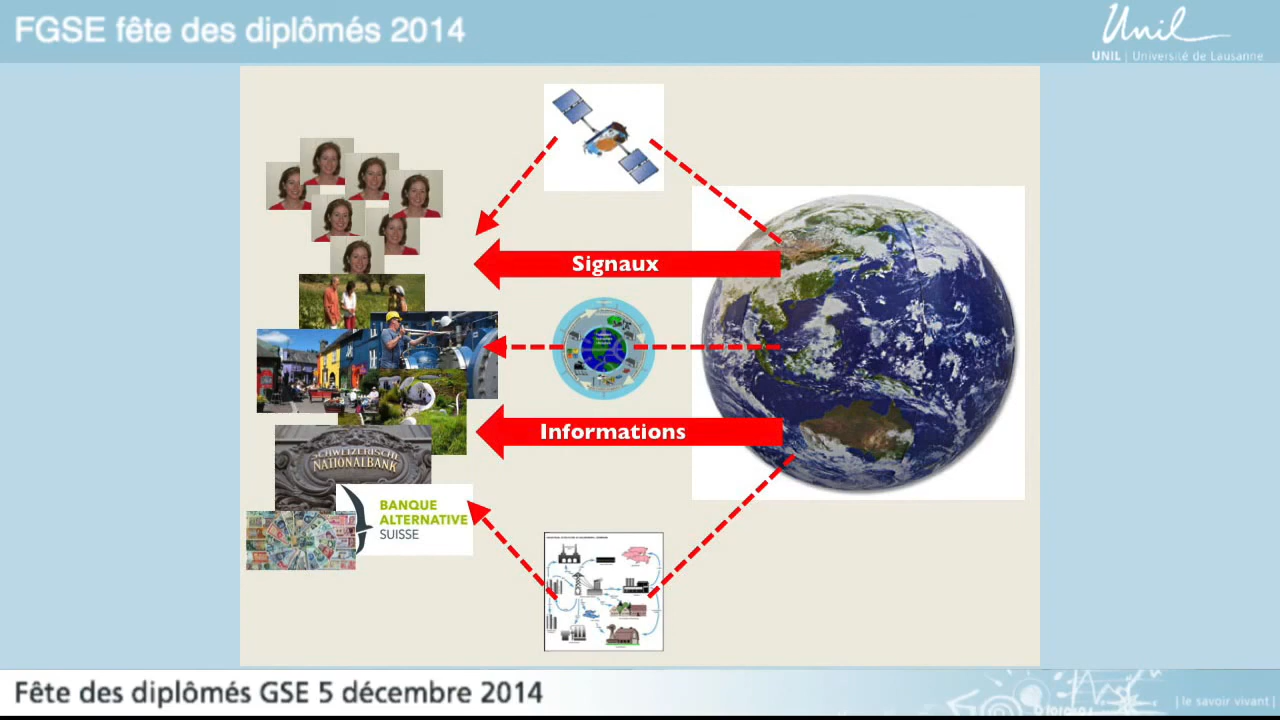 FGSE fête des diplômés 2014
Unil
UNIL | Université de Lausanne
Signaux
Informations
SCHWEIZERISCHE
NATIONALBANK
BANQUE
ALTERNATIVE
SUISSE
Fête des diplômés GSE 5 décembre 2014
| le savoir vivant |